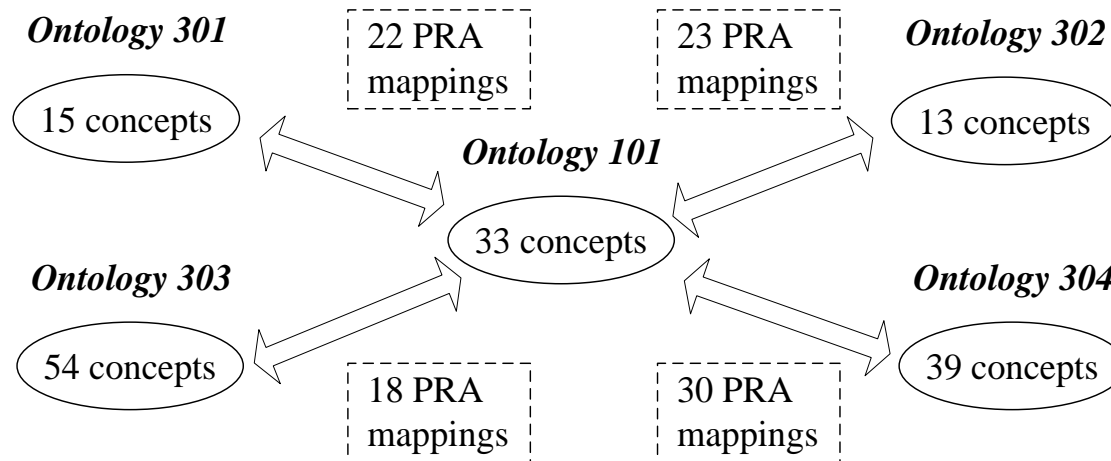 Ontology 301
22 PRA
mappings
23 PRA
mappings
Ontology 302
15 concepts
13 concepts
Ontology 101
33 concepts
Ontology 303
Ontology 304
54 concepts
39 concepts
18 PRA
mappings
30 PRA
mappings